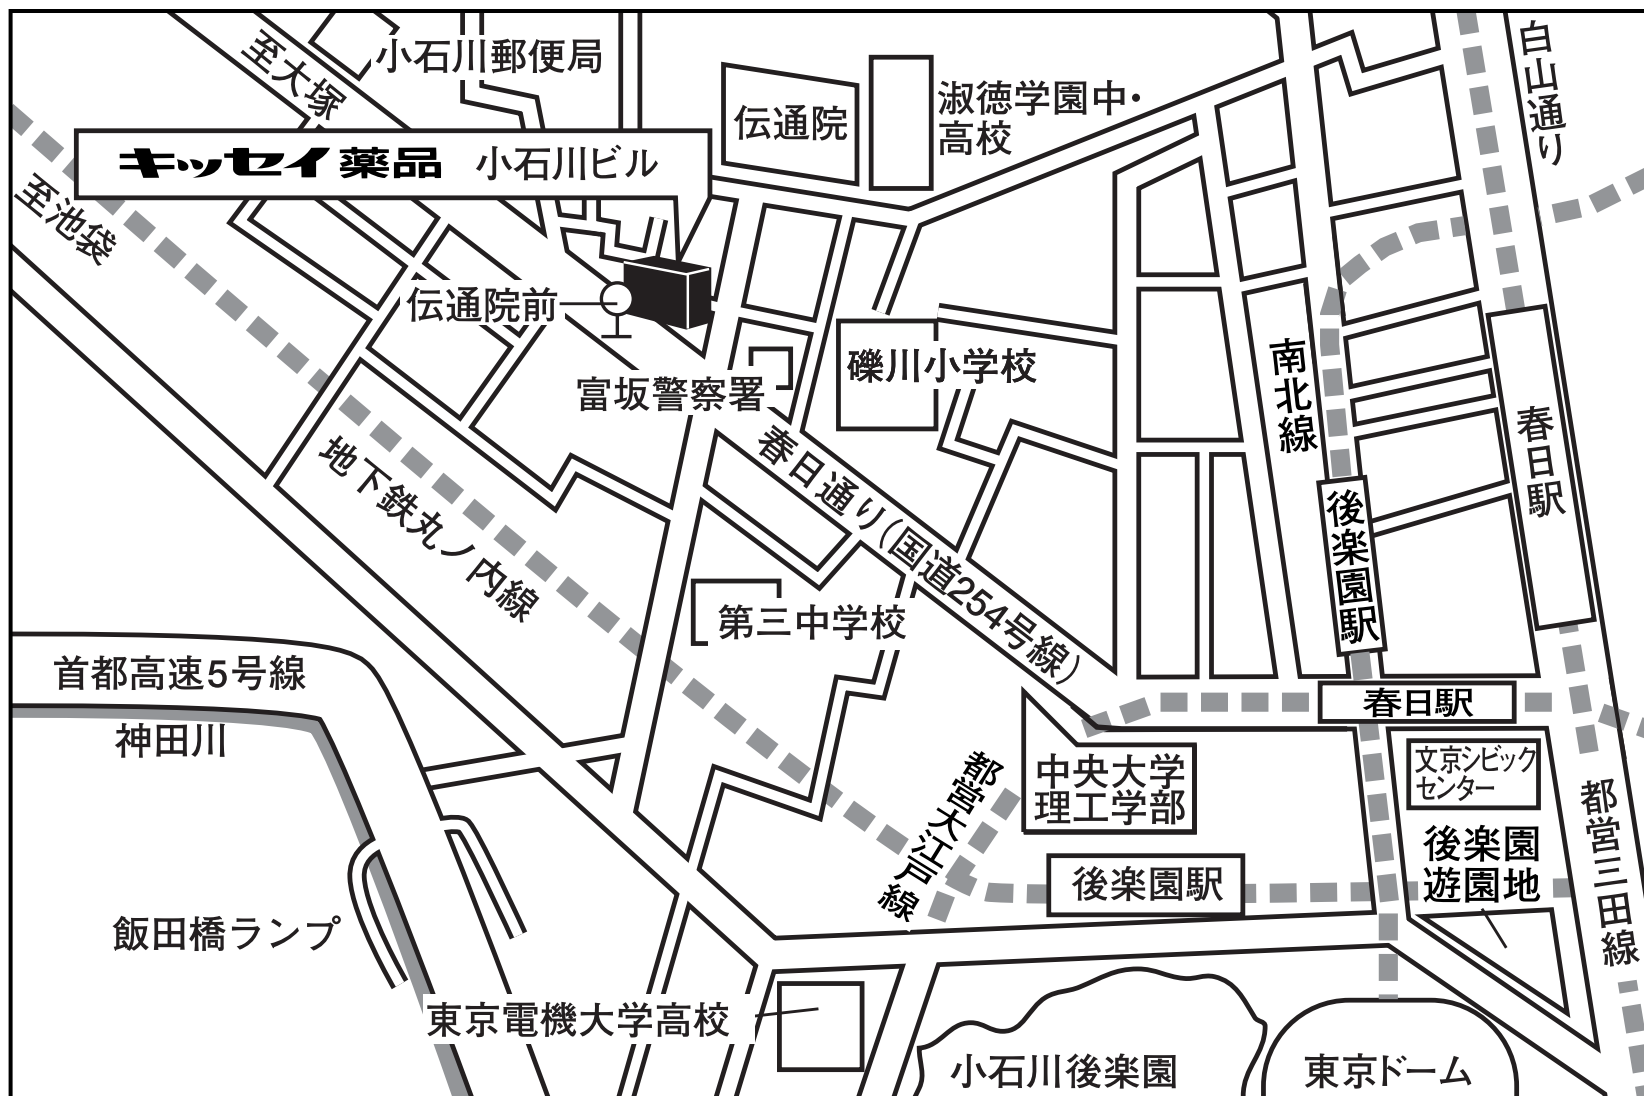 小石川郵便局
至大塚
白山通り
伝通院
淑徳学園中・
高校
キッセイ薬品 小石川ビル
至池袋
伝通院前
富坂警察署
礫川小学校
南北線
春日駅
後楽園駅
春日通り(国道254号線)
地下鉄丸ノ内線
第三中学校
首都高速5号線
神田川
春日駅
中央大学
理工学部
文京シビック
センター
都営大江戸線
都営三田線
後楽園
遊園地
後楽園駅
飯田橋ランプ
東京電機大学高校
小石川後楽園
東京ドーム